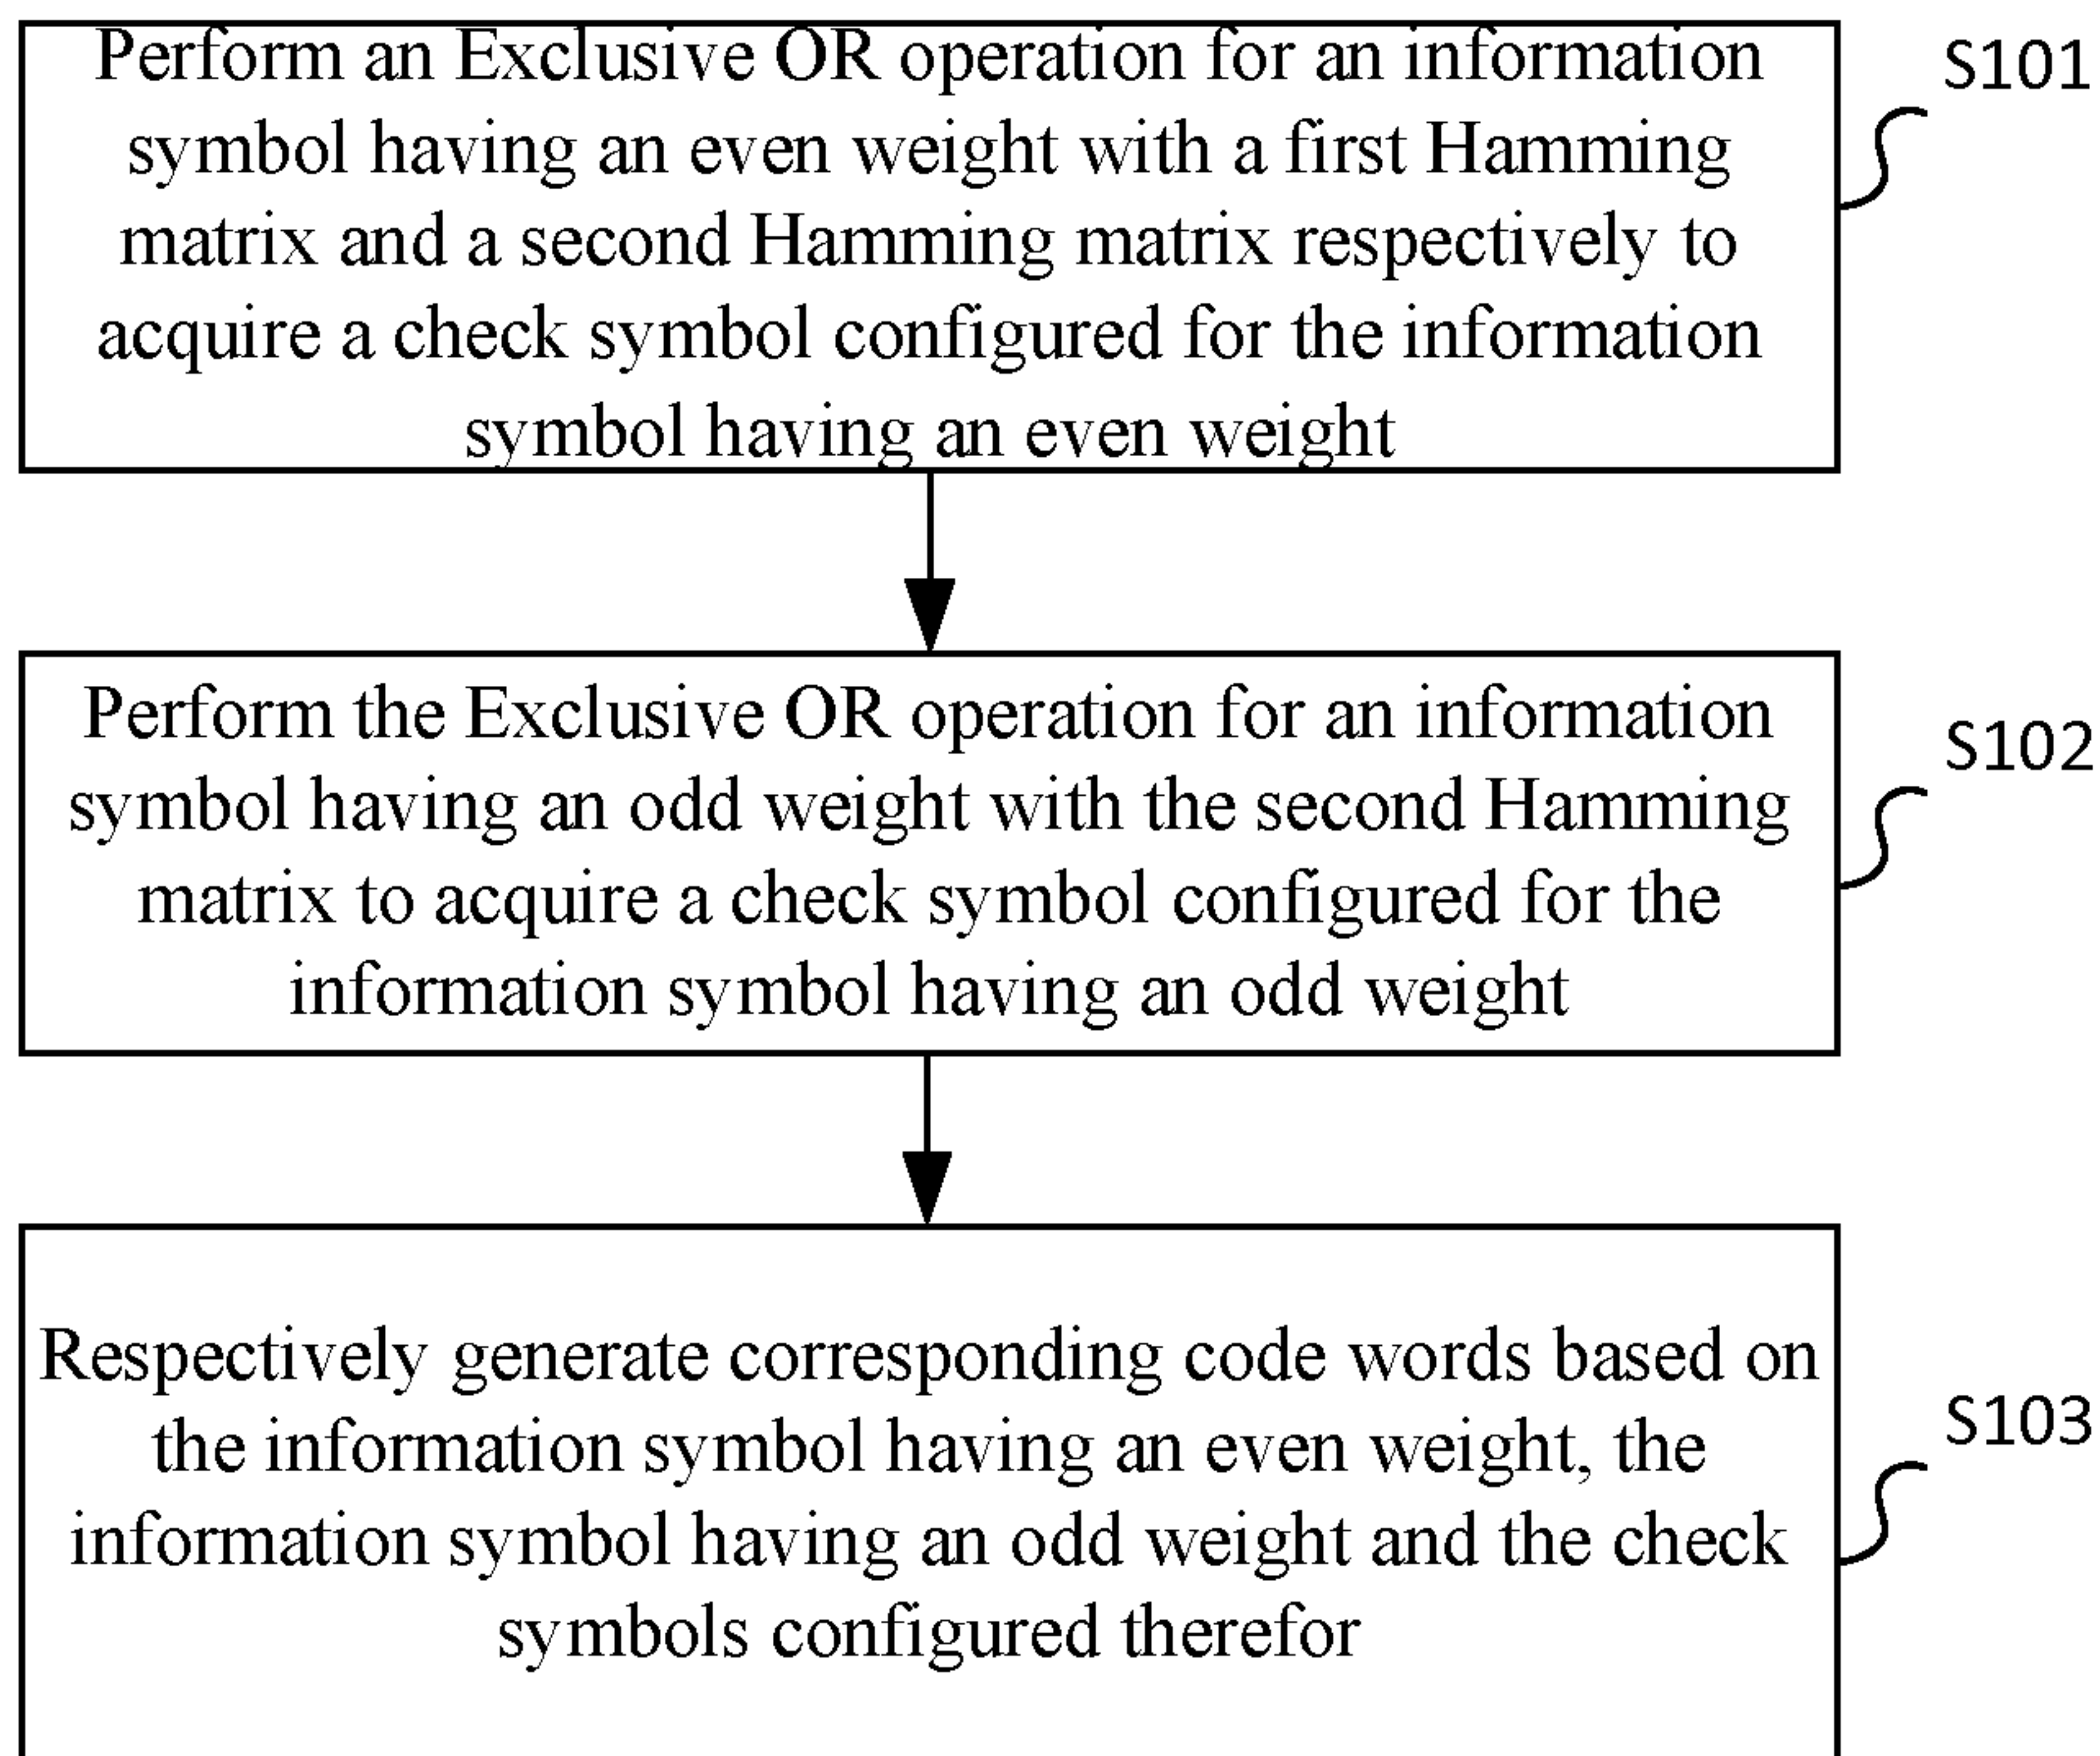 Perform an Exclusive OR operation for an information
symbol having an even weight with a first Hamming
matrix and a second Hamming matrix respectively to
acquire a check symbol configured for the information
symbol having an even weight
S101
Perform the Exclusive OR operation for an information
symbol having an odd weight with the second Hamming
matrix to acquire a check symbol configured for the
information symbol having an odd weight
S102
Respectively generate corresponding code words based on
the information symbol having an even weight, the
information symbol having an odd weight and the check
symbols configured therefor
S103